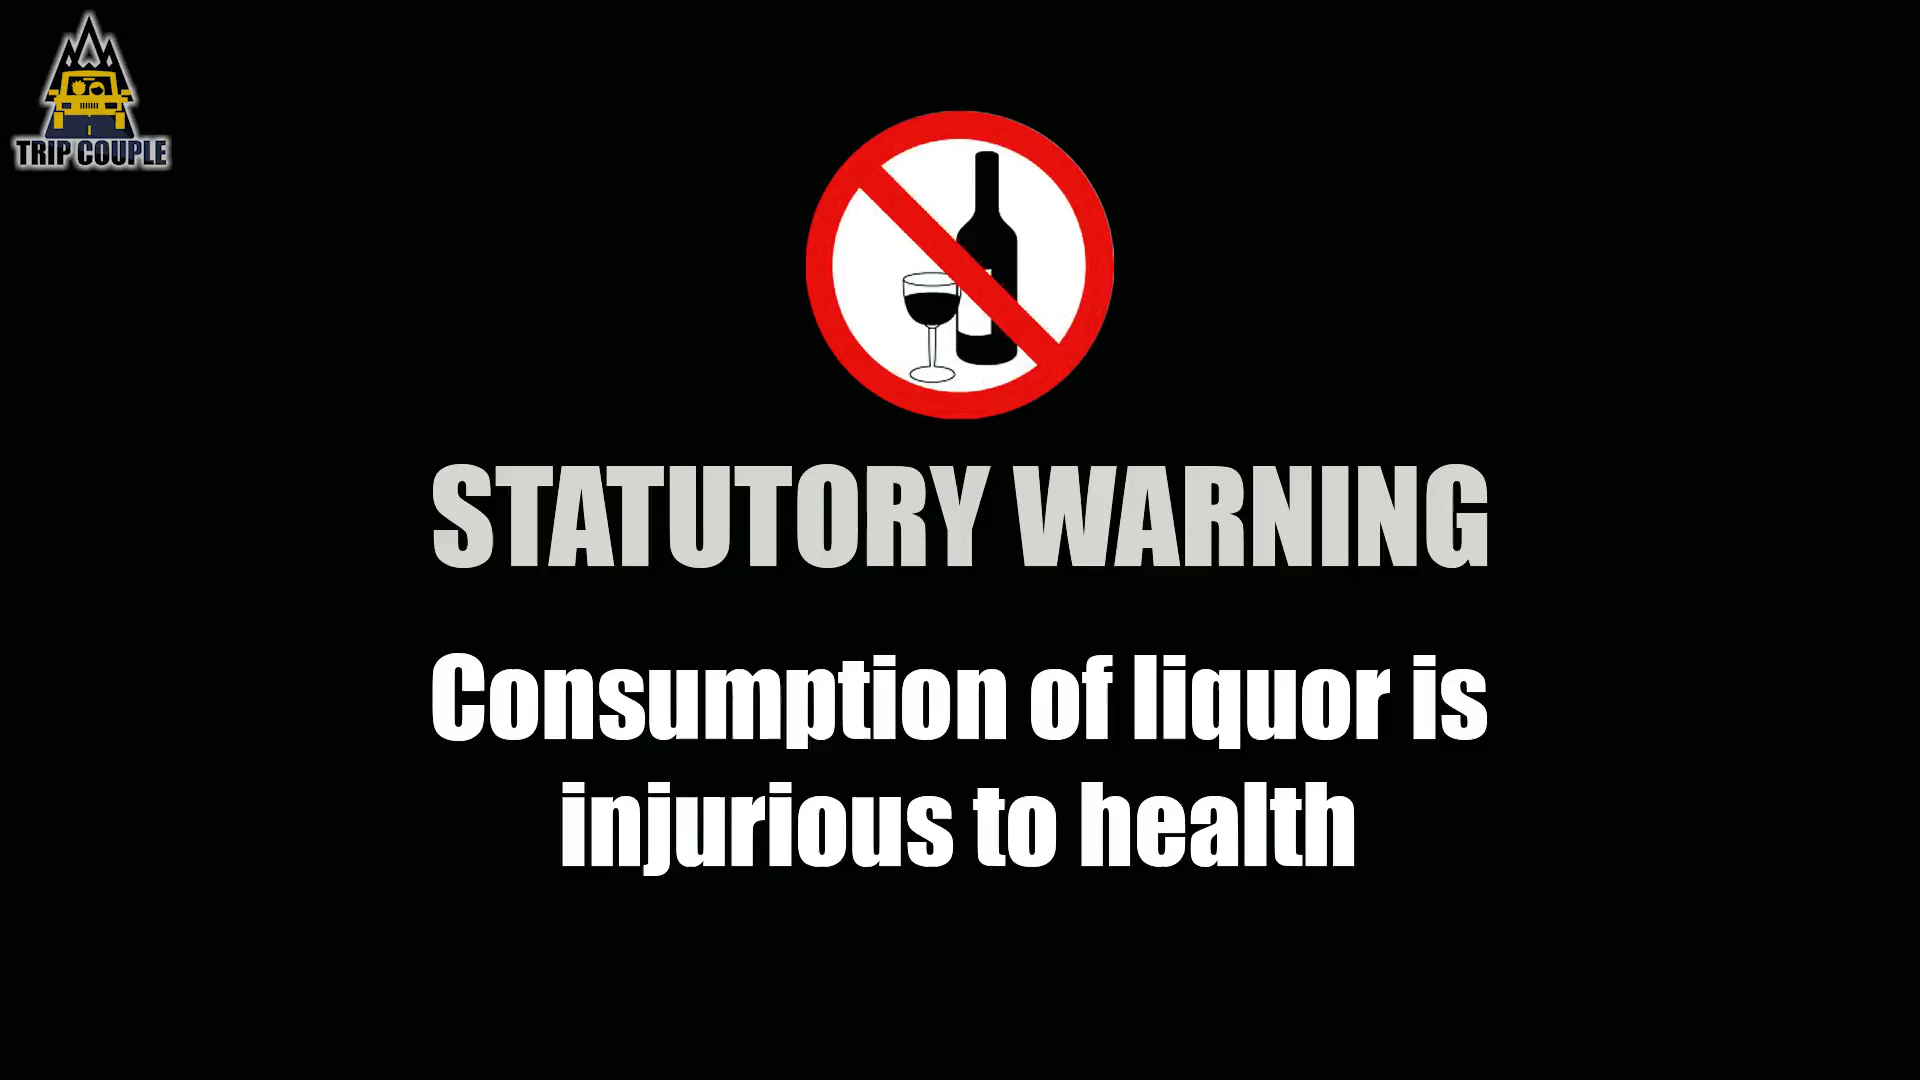 TRIP COUPLE
STATUTORY WARNING
Consumption of liquor is
injurious to health